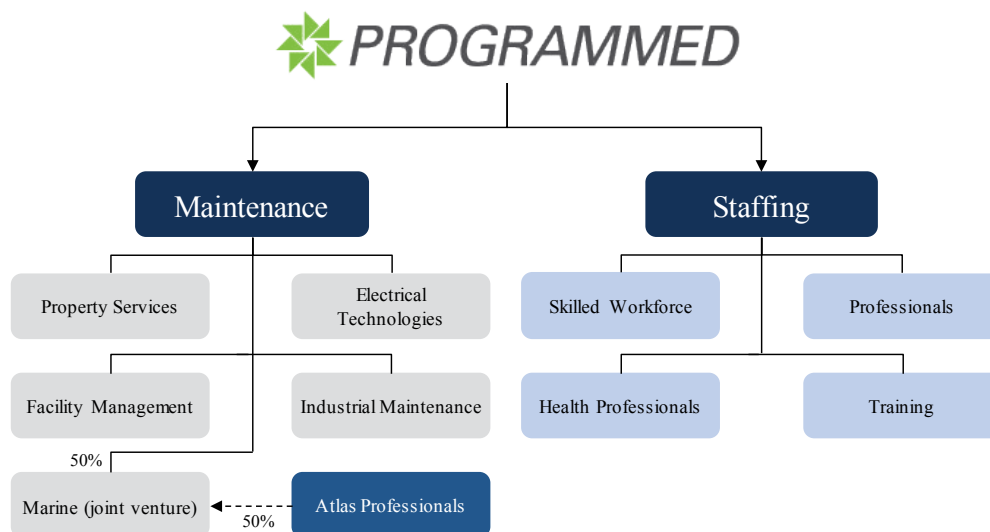 PROGRAMMED
Maintenance
Staffing
Property Services
Electrical
Technologies
Skilled Workforce
Professionals
Facility Management
Industrial Maintenance
Health Professionals
Training
50%
Marine (joint venture)
50%
Atlas Professionals